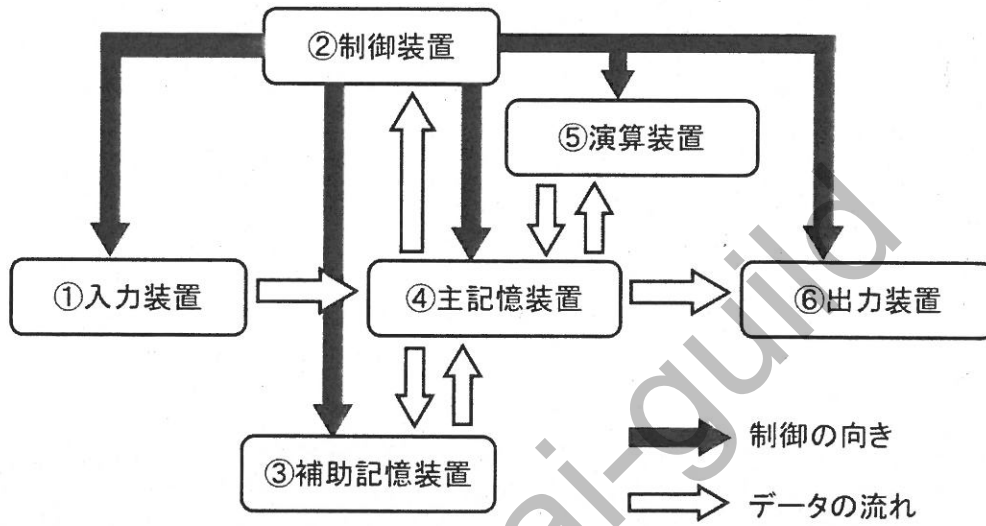 ②制御装置
⑤演算装置
①入力装置
④主記憶装置
⑥出力装置
③補助記憶装置
制御の向き
データの流れ
ai-guild